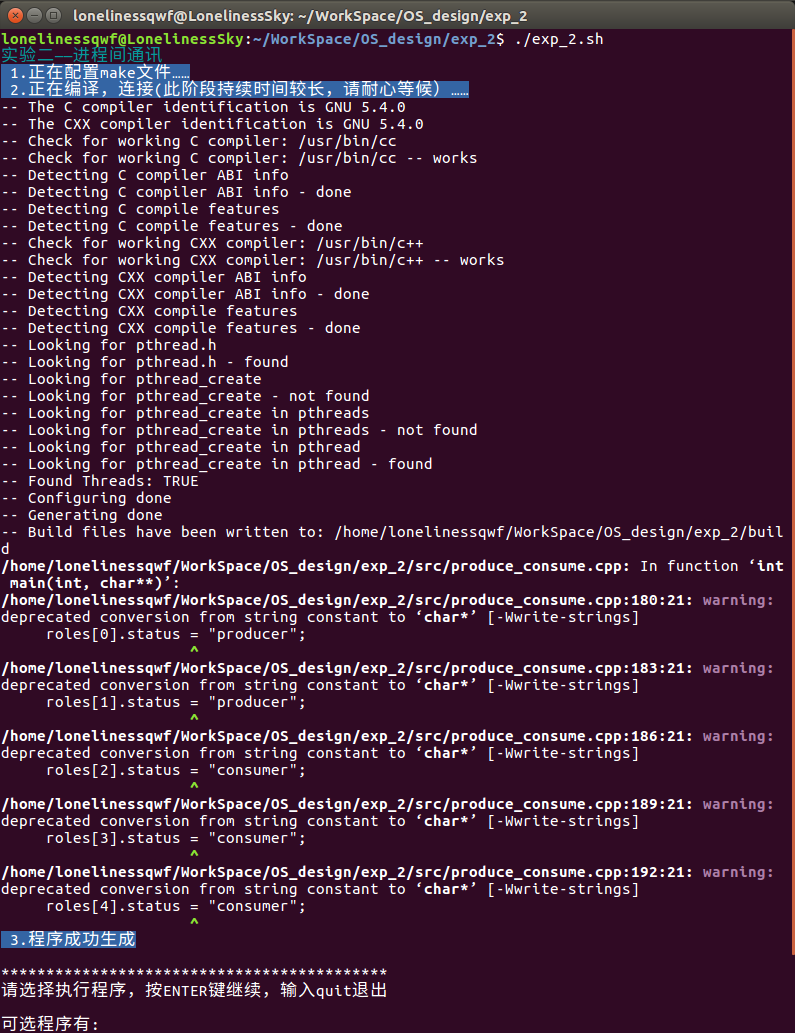 lonelinessqwf@LonelinessSky: ~/WorkSpace/OS_design/exp_2
lonelinessqwf@LonelinessSky:~/WorkSpace/OS_design/exp_2$ ./exp_2.sh
实验二——进程间通讯
1.正在配置make文件……
2.正在编译，连接(此阶段持续时间较长，请耐心等候）……
-- The C compiler identification is GNU 5.4.0
-- The CXX compiler identification is GNU 5.4.0
-- Check for working C compiler: /usr/bin/cc
-- Check for working C compiler: /usr/bin/cc -- works
-- Detecting C compiler ABI info
-- Detecting C compiler ABI info - done
-- Detecting C compile features
-- Detecting C compile features - done
-- Check for working CXX compiler: /usr/bin/c++
-- Check for working CXX compiler: /usr/bin/c++ -- works
-- Detecting CXX compiler ABI info
-- Detecting CXX compiler ABI info - done
-- Detecting CXX compile features
-- Detecting CXX compile features - done
-- Looking for pthread.h
-- Looking for pthread.h - found
-- Looking for pthread_create
-- Looking for pthread_create - not found
-- Looking for pthread_create in pthreads
-- Looking for pthread_create in pthreads - not found
-- Looking for pthread_create in pthread
-- Looking for pthread_create in pthread - found
-- Found Threads: TRUE
-- Configuring done
-- Generating done
-- Build files have been written to: /home/lonelinessqwf/WorkSpace/OS_design/exp_2/buil
d
/home/lonelinessqwf/WorkSpace/OS_design/exp_2/src/produce_consume.cpp: In function ‘int
 main(int, char**)’:
/home/lonelinessqwf/WorkSpace/OS_design/exp_2/src/produce_consume.cpp:180:21: warning:
deprecated conversion from string constant to ‘char*’ [-Wwrite-strings]
     roles[0].status = "producer";
                     ^
/home/lonelinessqwf/WorkSpace/OS_design/exp_2/src/produce_consume.cpp:183:21: warning:
deprecated conversion from string constant to ‘char*’ [-Wwrite-strings]
     roles[1].status = "producer";
                     ^
/home/lonelinessqwf/WorkSpace/OS_design/exp_2/src/produce_consume.cpp:186:21: warning:
deprecated conversion from string constant to ‘char*’ [-Wwrite-strings]
     roles[2].status = "consumer";
                     ^
/home/lonelinessqwf/WorkSpace/OS_design/exp_2/src/produce_consume.cpp:189:21: warning:
deprecated conversion from string constant to ‘char*’ [-Wwrite-strings]
     roles[3].status = "consumer";
                     ^
/home/lonelinessqwf/WorkSpace/OS_design/exp_2/src/produce_consume.cpp:192:21: warning:
deprecated conversion from string constant to ‘char*’ [-Wwrite-strings]
     roles[4].status = "consumer";
                     ^
3.程序成功生成
*******************************************
请选择执行程序，按ENTER键继续，输入quit退出
可选程序有: